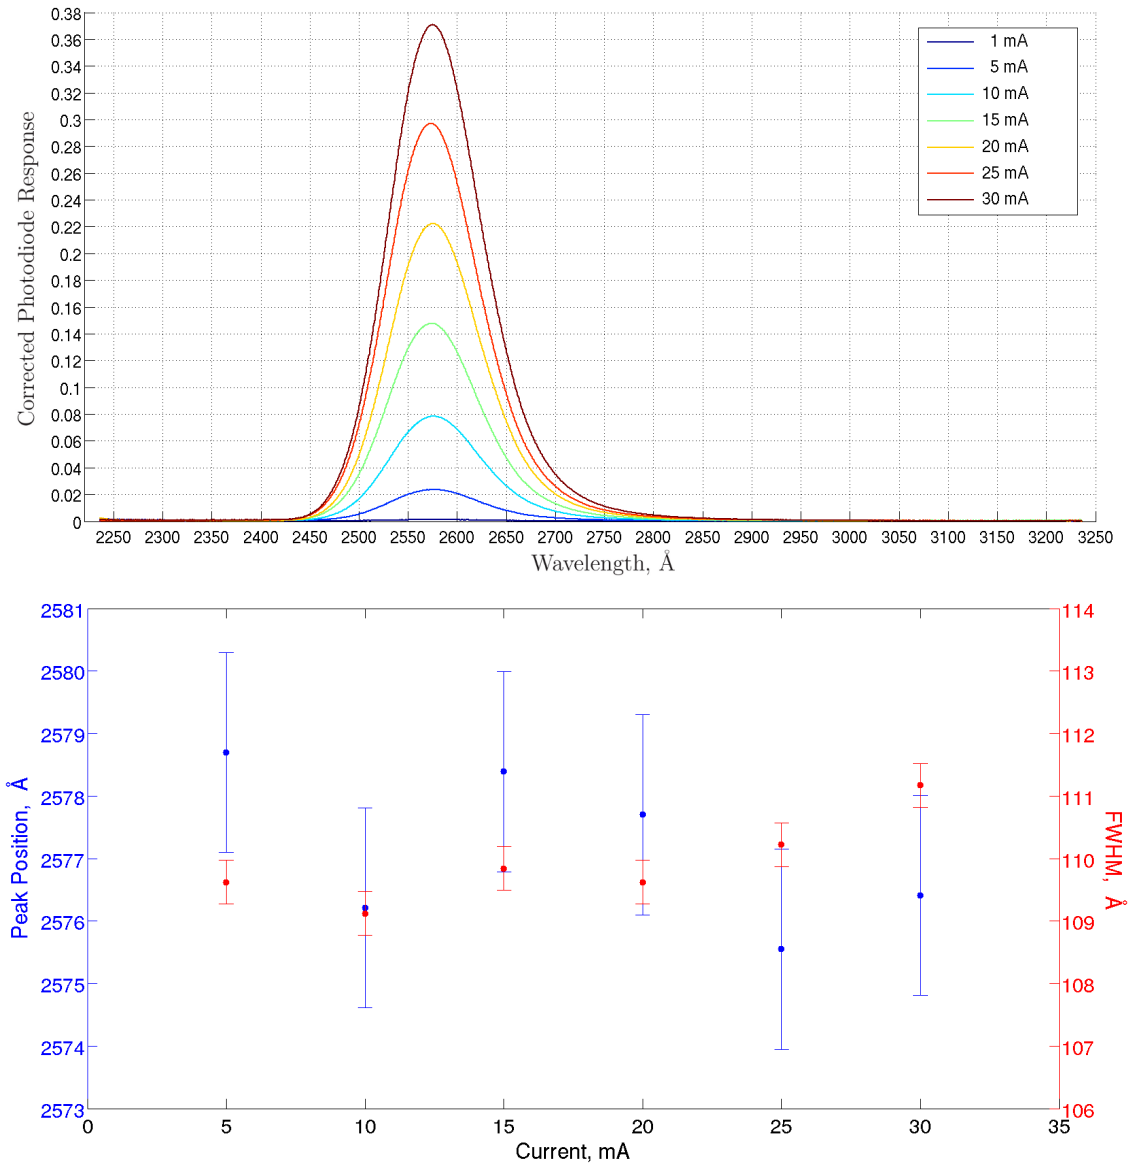 0.38
0.36
0.34
0.32
0.3
0.28
0.26
0.24
0.22
0.2
0.18
0.16
0.14
0.12
0.1
0.08
0.06
0.04
0.02
0
Corrected Photodiode Response
1 mA
5 mA
10 mA
15 mA
20 mA
25 mA
30 mA
2250 2300 2350 2400 2450 2500 2550 2600 2650 2700 2750 2800 2850 2900 2950 3000 3050 3100 3150 3200 3250
Wavelength, Å
2581
2580
2579
2578
2577
2576
2575
2574
2573
Peak Position, Å
114
113
112
111
110
109
108
107
106
FWHM, Å
0 5 10 15 20 25 30 35
Current, mA